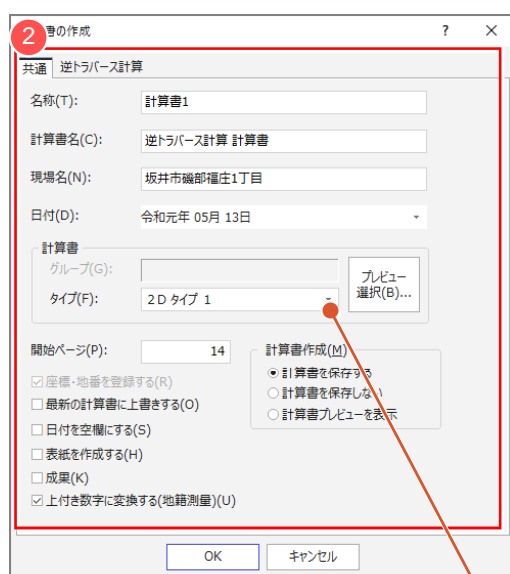 2 書の作成 ? ×
共通 逆トラバース計算
名称(T): 計算書1
計算書名(C): 逆トラバース計算 計算書
現場名(N): 坂井市磯部福庄1丁目
日付(D): 令和元年 05月 13日
計算書
グループ(G):
タイプ(F): 2D タイプ 1
プレビュー
選択(B)...
開始ページ(P): 14
座標・地番を登録する(R)
最新の計算書に上書きする(O)
日付を空欄にする(S)
表紙を作成する(H)
成果(K)
上付き数字に変換する(地籍測量)(U)
計算書作成(M)
計算書を保存する
計算書を保存しない
計算書プレビューを表示
OK キャンセル